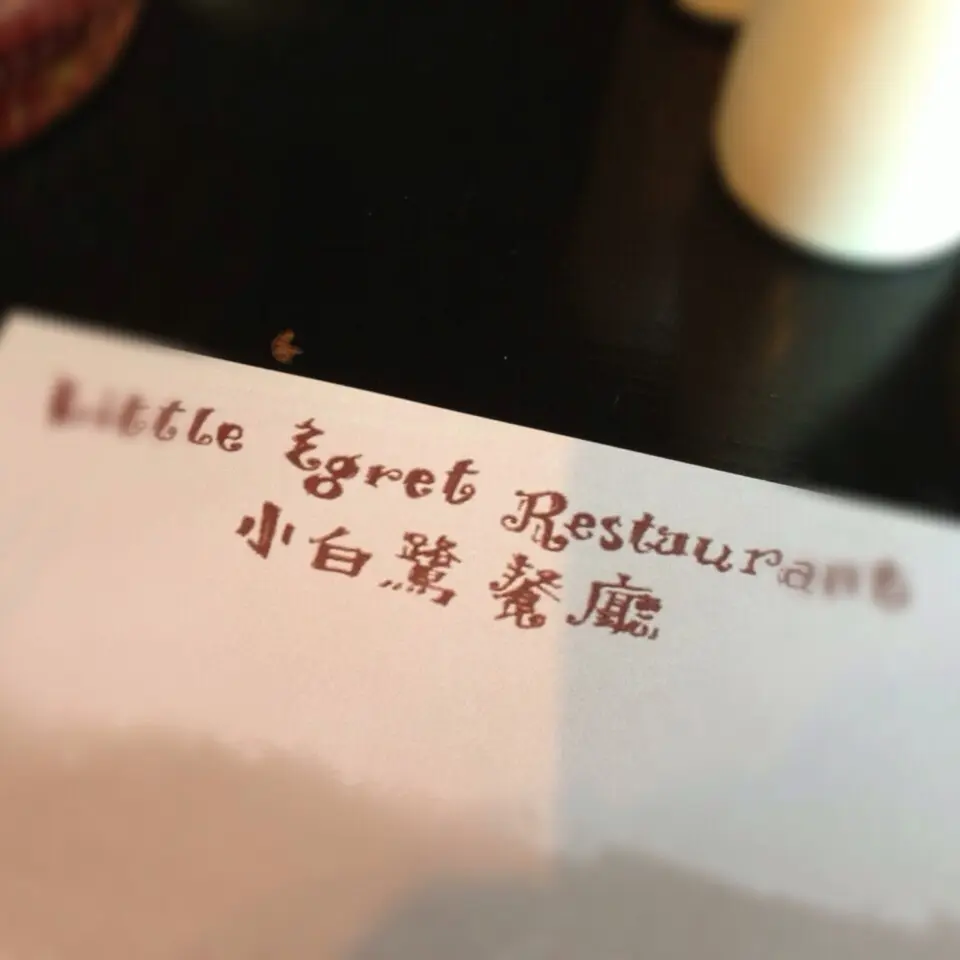 Little Egret Restaurant
小白鷺餐廳